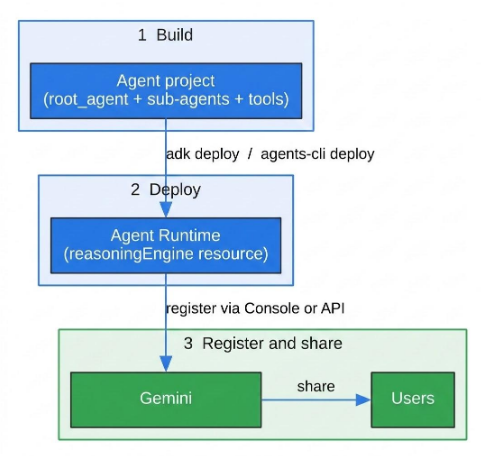 1 Build
Agent project
(root_agent + sub-agents + tools)
adk deploy / agents-cli deploy
2 Deploy
Agent Runtime
(reasoningEngine resource)
register via Console or API
3 Register and share
Gemini
share
Users